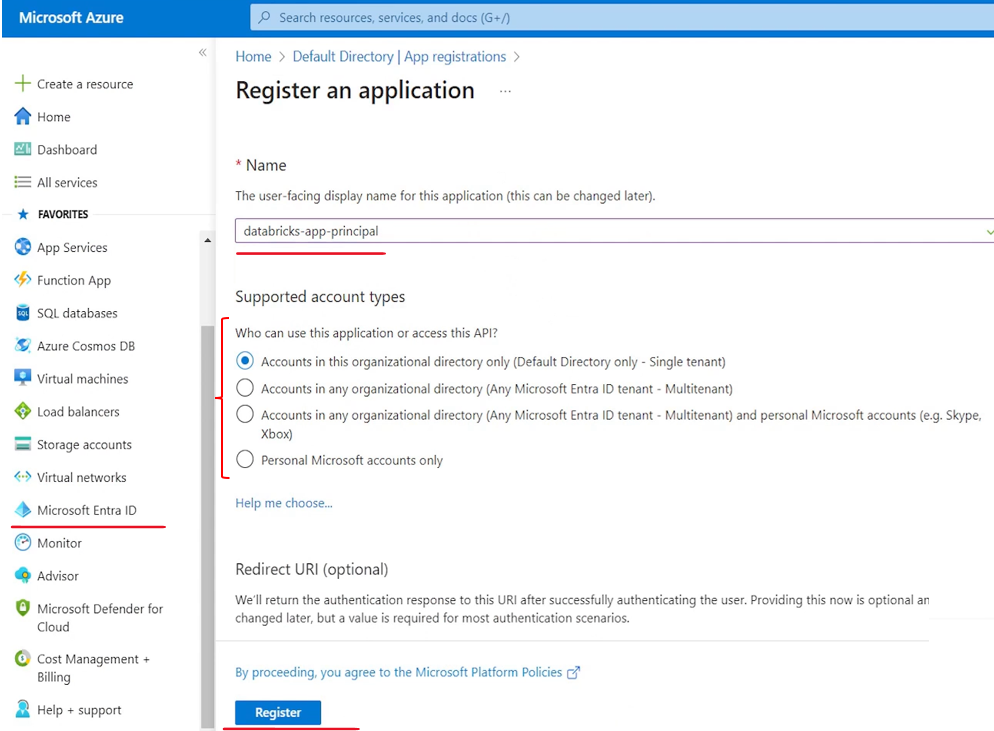 Microsoft Azure
Search resources, services, and docs (G+/)
«
Create a resource
Home
Dashboard
All services
FAVORITES
App Services
Function App
SQL databases
Azure Cosmos DB
Virtual machines
Load balancers
Storage accounts
Virtual networks
Microsoft Entra ID
Monitor
Advisor
Microsoft Defender for
Cloud
Cost Management +
Billing
Help + support
Home > Default Directory | App registrations >
Register an application ...
* Name
The user-facing display name for this application (this can be changed later).
databricks-app-principal
Supported account types
Who can use this application or access this API?
Accounts in this organizational directory only (Default Directory only - Single tenant)
Accounts in any organizational directory (Any Microsoft Entra ID tenant - Multitenant)
Accounts in any organizational directory (Any Microsoft Entra ID tenant - Multitenant) and personal Microsoft accounts (e.g. Skype,
Xbox)
Personal Microsoft accounts only
Help me choose...
Redirect URI (optional)
We'll return the authentication response to this URI after successfully authenticating the user. Providing this now is optional an
changed later, but a value is required for most authentication scenarios.
By proceeding, you agree to the Microsoft Platform Policies
Register